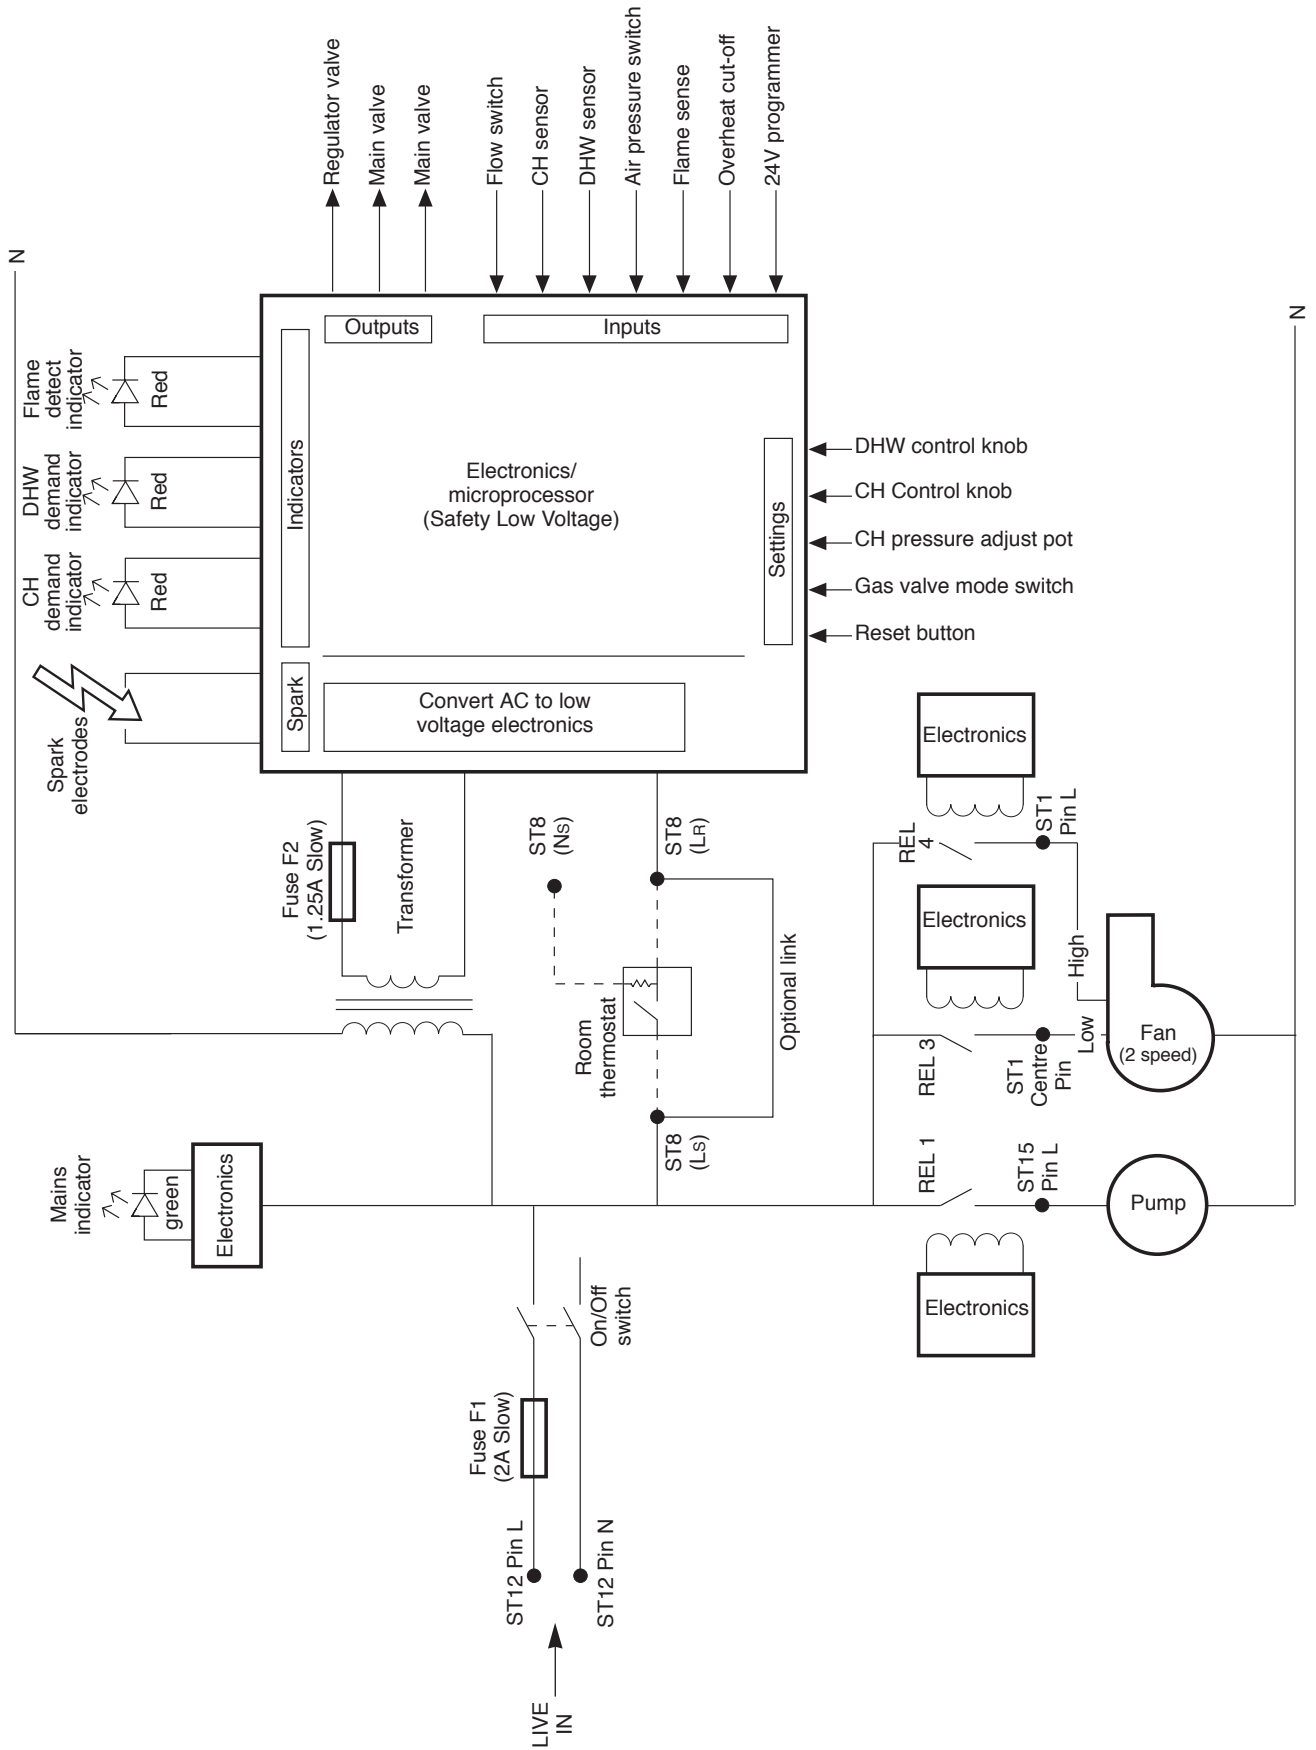 N
Flame
detect
indicator
Red
DHW
demand
indicator
Red
CH
demand
indicator
Red
Spark
electrodes
Regulator valve
Main valve
Main valve
Flow switch
CH sensor
DHW sensor
Air pressure switch
Flame sense
Overheat cut-off
24V programmer
Outputs
Inputs
Indicators
Electronics/
microprocessor
(Safety Low Voltage)
Settings
Spark
Convert AC to low
voltage electronics
DHW control knob
CH Control knob
CH pressure adjust pot
Gas valve mode switch
Reset button
Fuse F2
(1.25A Slow)
Transformer
ST8
(NS)
ST8
(LR)
Room
thermostat
Optional link
ST8
(LS)
Mains
indicator
green
Electronics
On/Off
switch
Fuse F1
(2A Slow)
ST12 Pin L
ST12 Pin N
LIVE
IN
N
Electronics
REL
4
ST1
Pin L
Electronics
High
REL 3
ST1
Centre
Pin
Low
Fan
(2 speed)
REL 1
ST15
Pin L
Pump
Electronics